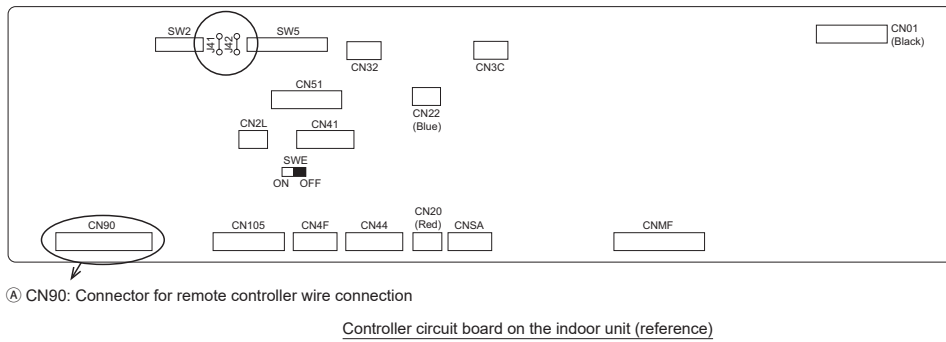 SW2 J41 J42 SW5 CN01
(Black)
CN32 CN3C
CN51
CN22
(Blue)
CN2L CN41
SWE
ON OFF
CN20
(Red)
CN90 CN105 CN4F CN44 CNSA CNMF
Ⓐ CN90: Connector for remote controller wire connection
Controller circuit board on the indoor unit (reference)